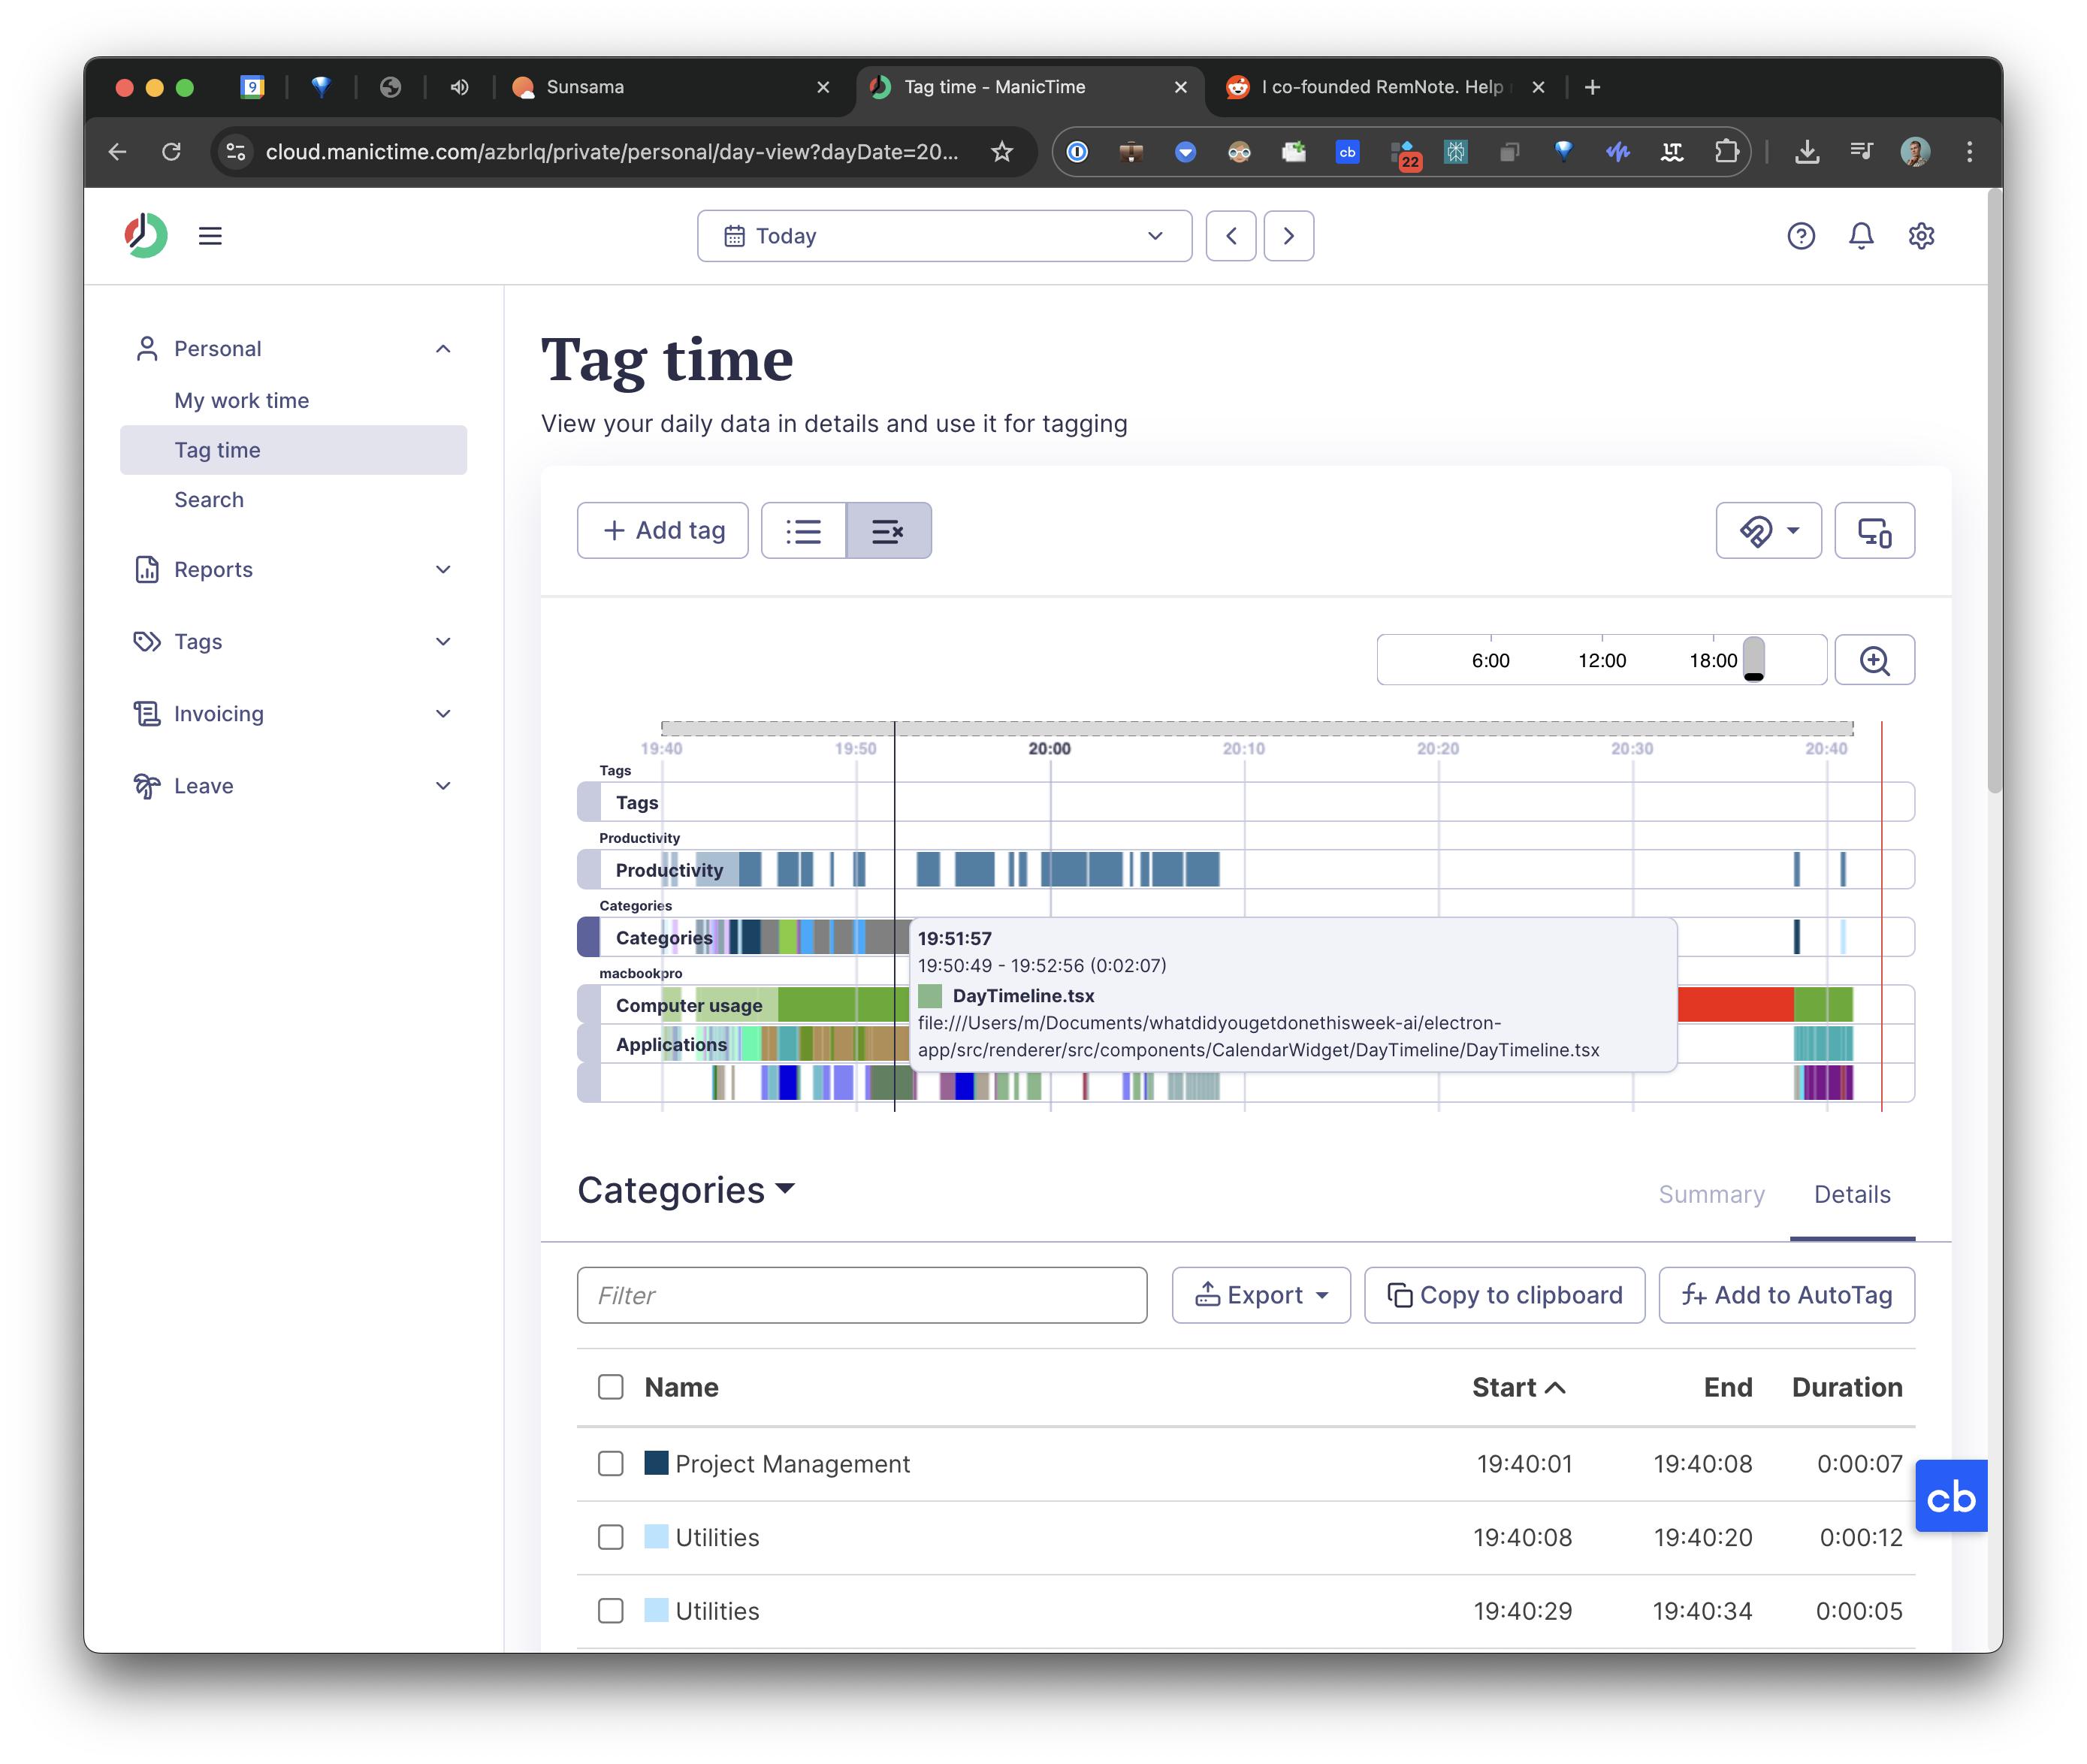 9
Sunsama
Tag time - ManicTime
I co-founded RemNote. Help
cloud.manictime.com/azbrlq/private/personal/day-view?dayDate=20...
cb
22
LT
Today
Personal
My work time
Tag time
Search
Reports
Tags
Invoicing
Leave
Tag time
View your daily data in details and use it for tagging
+ Add tag
6:00 12:00 18:00
19:40 19:50 20:00 20:10 20:20 20:30 20:40
Tags
Tags
Productivity
Productivity
Categories
Categories
macbookpro
Computer usage
Applications
19:51:57
19:50:49 - 19:52:56 (0:02:07)
DayTimeline.tsx
file:///Users/m/Documents/whatdidyougetdonethisweek-ai/electron-
app/src/renderer/src/components/CalendarWidget/DayTimeline/DayTimeline.tsx
Categories
Summary Details
Filter
Export
Copy to clipboard
Add to AutoTag
Name Start End Duration
Project Management 19:40:01 19:40:08 0:00:07
Utilities 19:40:08 19:40:20 0:00:12
Utilities 19:40:29 19:40:34 0:00:05
cb